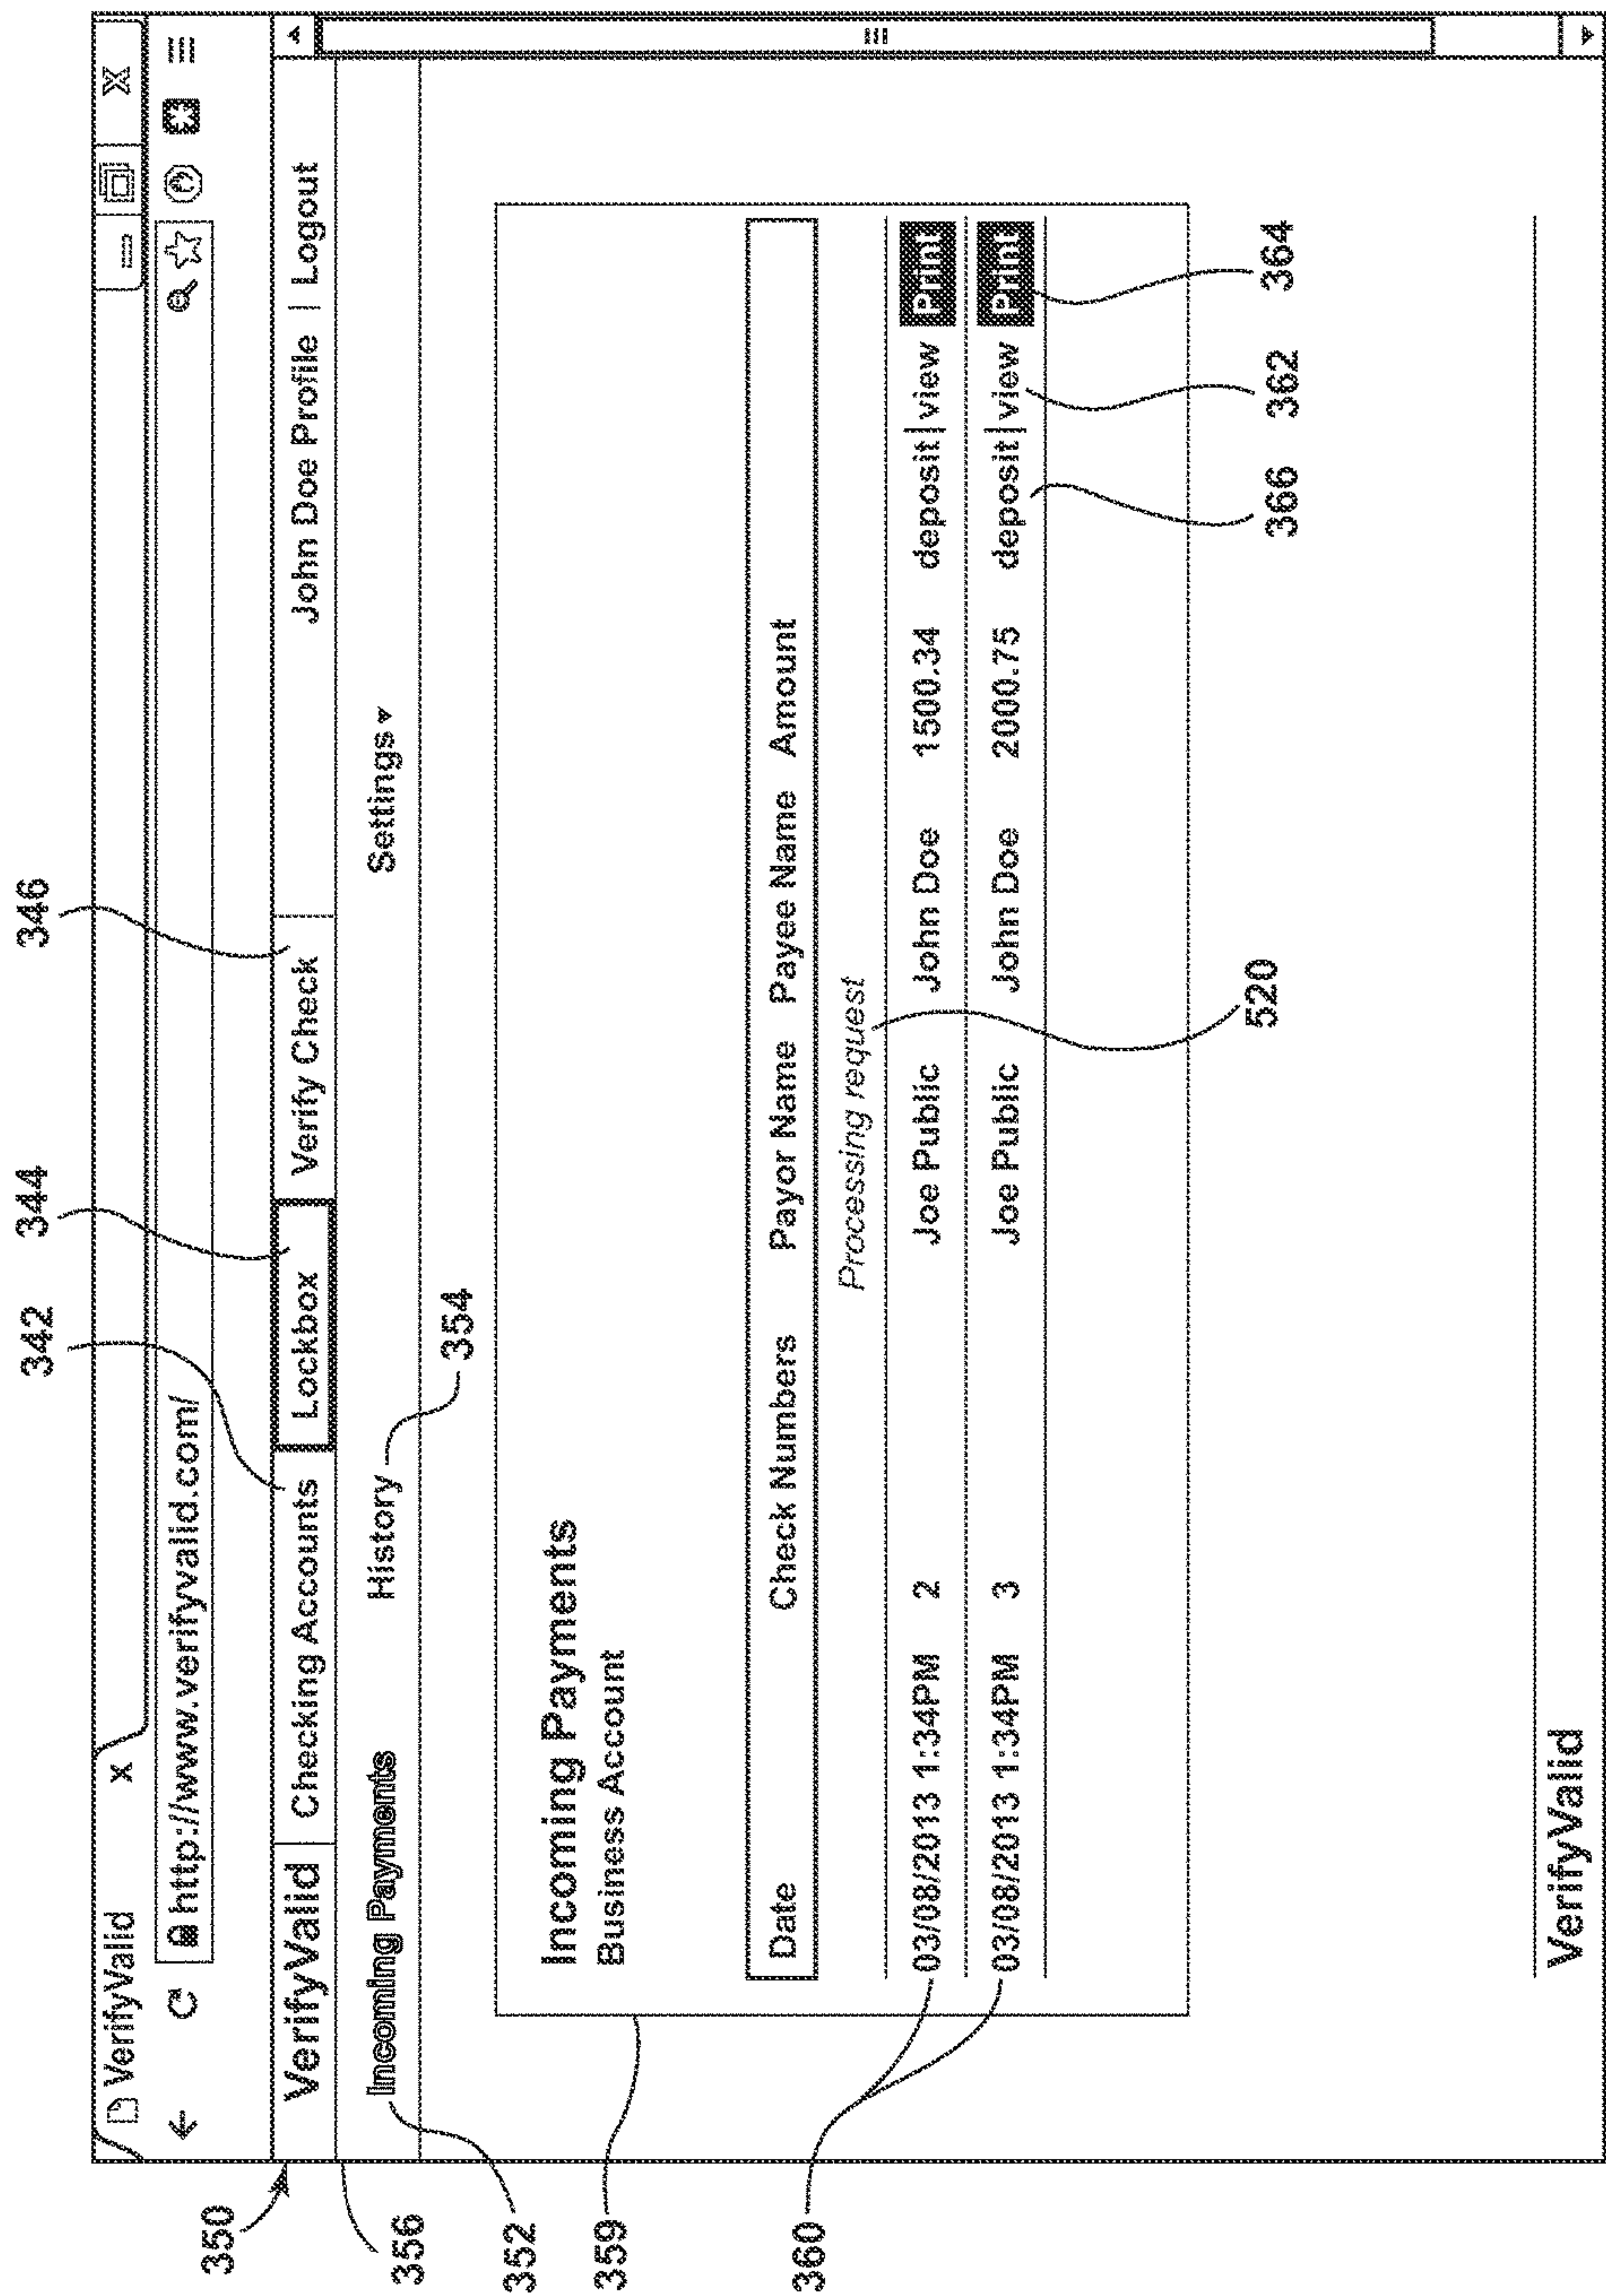 346
344
342
VerifyValid x
http://www.verifyvalid.com/
VerifyValid Checking Accounts Lockbox Verify Check John Doe Profile | Logout
350
356
Incoming Payments History Settings
354
352
Incoming Payments
Business Account
359
Date Check Numbers Payor Name Payee Name Amount
Processing request
03/08/2013 1:34PM 2 Joe Public John Doe 1500.34 deposit | view Print
03/08/2013 1:34PM 3 Joe Public John Doe 2000.75 deposit | view Print
360
520
366
362
364
VerifyValid